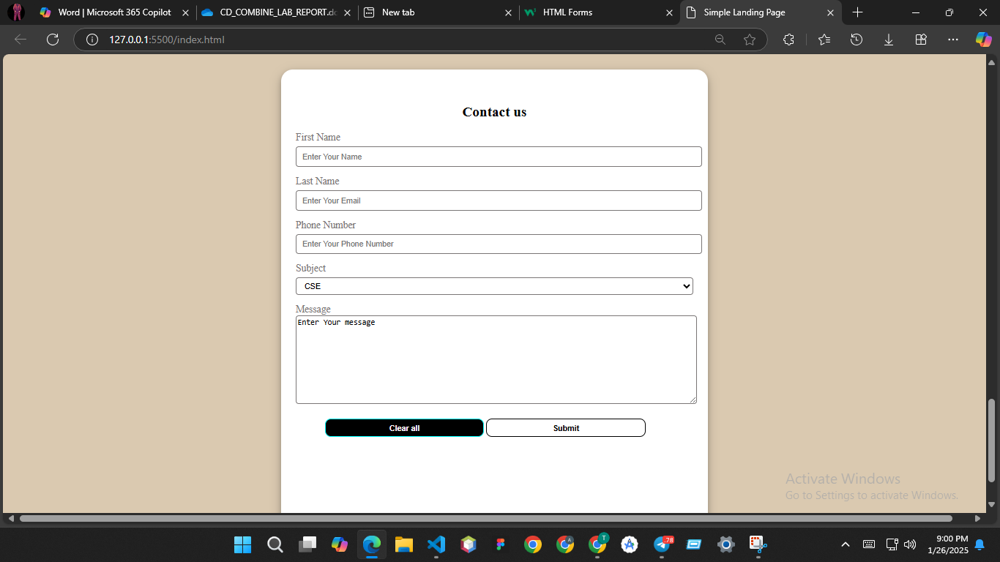 Word | Microsoft 365 Copilot
CD_COMBINE_LAB_REPORT.dc
New tab
HTML Forms
Simple Landing Page
127.0.0.1:5500/index.html
Contact us
First Name
Enter Your Name
Last Name
Enter Your Email
Phone Number
Enter Your Phone Number
Subject
CSE
Message
Enter Your message
Clear all
Submit
Activate Windows
Go to Settings to activate Windows.
A
T
78
9:00 PM
1/26/2025